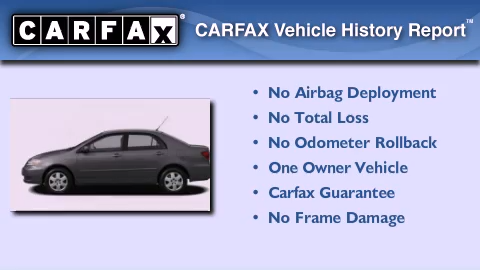 CARFAX® CARFAX Vehicle History Report™
• No Airbag Deployment
• No Total Loss
• No Odometer Rollback
• One Owner Vehicle
• Carfax Guarantee
• No Frame Damage